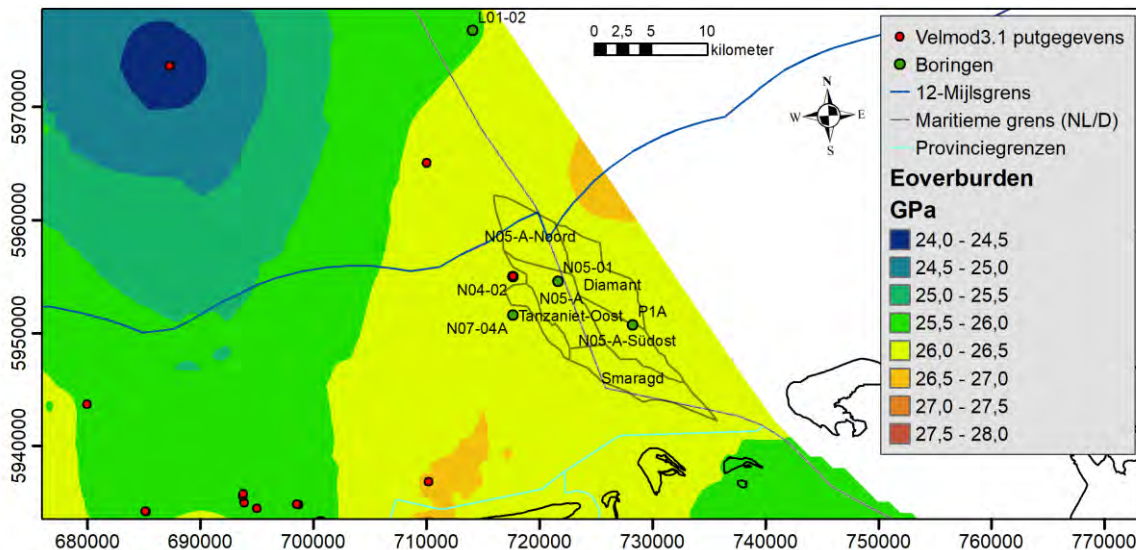 L01-02
0 2,5 5 10
kilometer
N
W E
S
Velmod3.1 putgegevens
Boringen
12-Mijlsgrens
Maritieme grens (NL/D)
Provinciegrenzen
Eoverburden
GPa
24,0 - 24,5
24,5 - 25,0
25,0 - 25,5
25,5 - 26,0
26,0 - 26,5
26,5 - 27,0
27,0 - 27,5
27,5 - 28,0
N05-A-Noord
N05-01
Diamant
N04-02
N05-A
P1A
Tanzaniet-Oost
N07-04A
N05-A-Südost
Smaragd
5970000
5960000
5950000
5940000
680000 690000 700000 710000 720000 730000 740000 750000 760000 770000